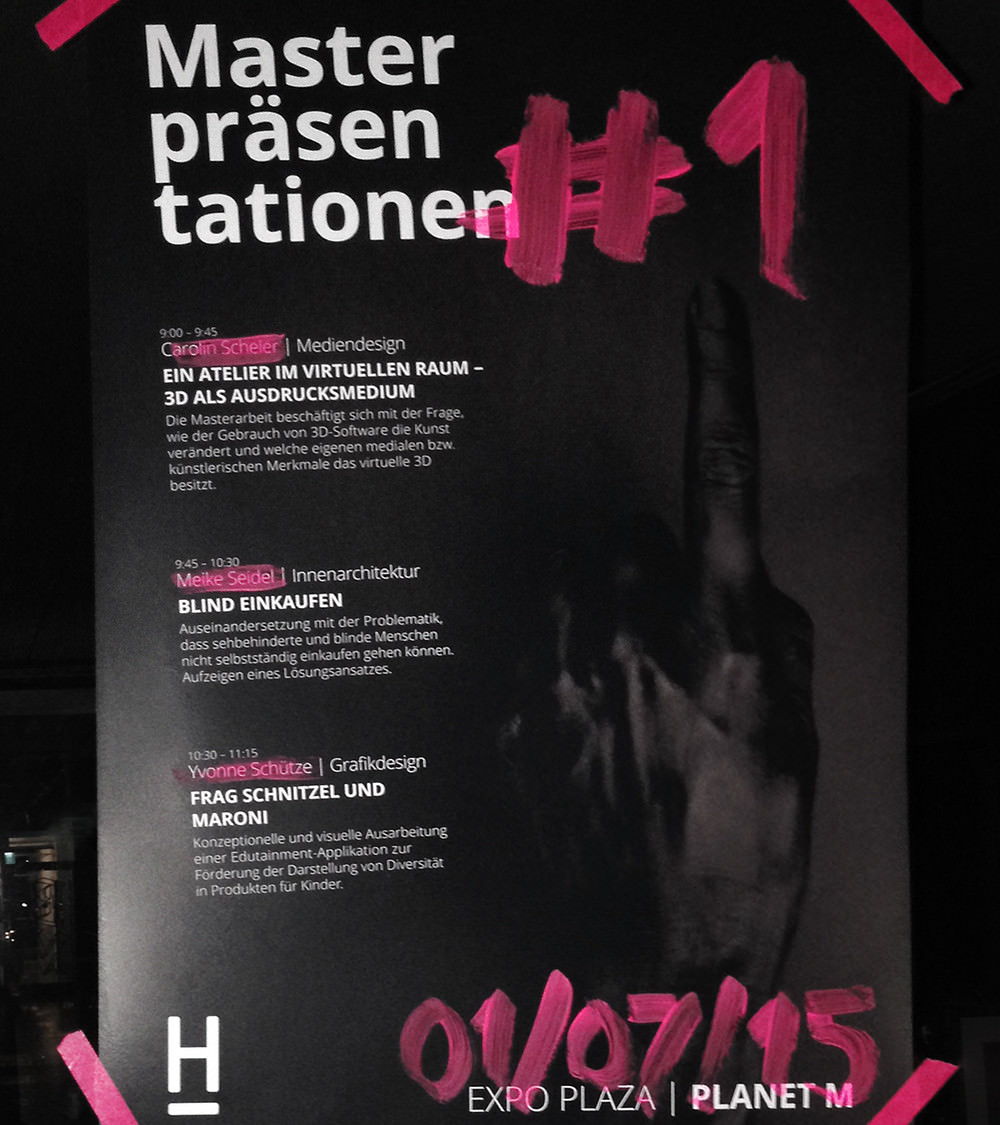 Master
präsen
tationen
#1
9:00 – 9:45
Carolin Scheler | Mediendesign
EIN ATELIER IM VIRTUELLEN RAUM –
3D ALS AUSDRUCKSMEDIUM
Die Masterarbeit beschäftigt sich mit der Frage,
wie der Gebrauch von 3D-Software die Kunst
verändert und welche eigenen medialen bzw.
künstlerischen Merkmale das virtuelle 3D
besitzt.
9:45 – 10:30
Meike Seidel | Innenarchitektur
BLIND EINKAUFEN
Auseinandersetzung mit der Problematik,
dass sehbehinderte und blinde Menschen
nicht selbstständig einkaufen gehen können.
Aufzeigen eines Lösungsansatzes.
10:30 – 11:15
Yvonne Schütze | Grafikdesign
FRAG SCHNITZEL UND
MARONI
Konzeptionelle und visuelle Ausarbeitung
einer Edutainment-Applikation zur
Förderung der Darstellung von Diversität
in Produkten für Kinder.
H
01/07/15
EXPO PLAZA | PLANET M